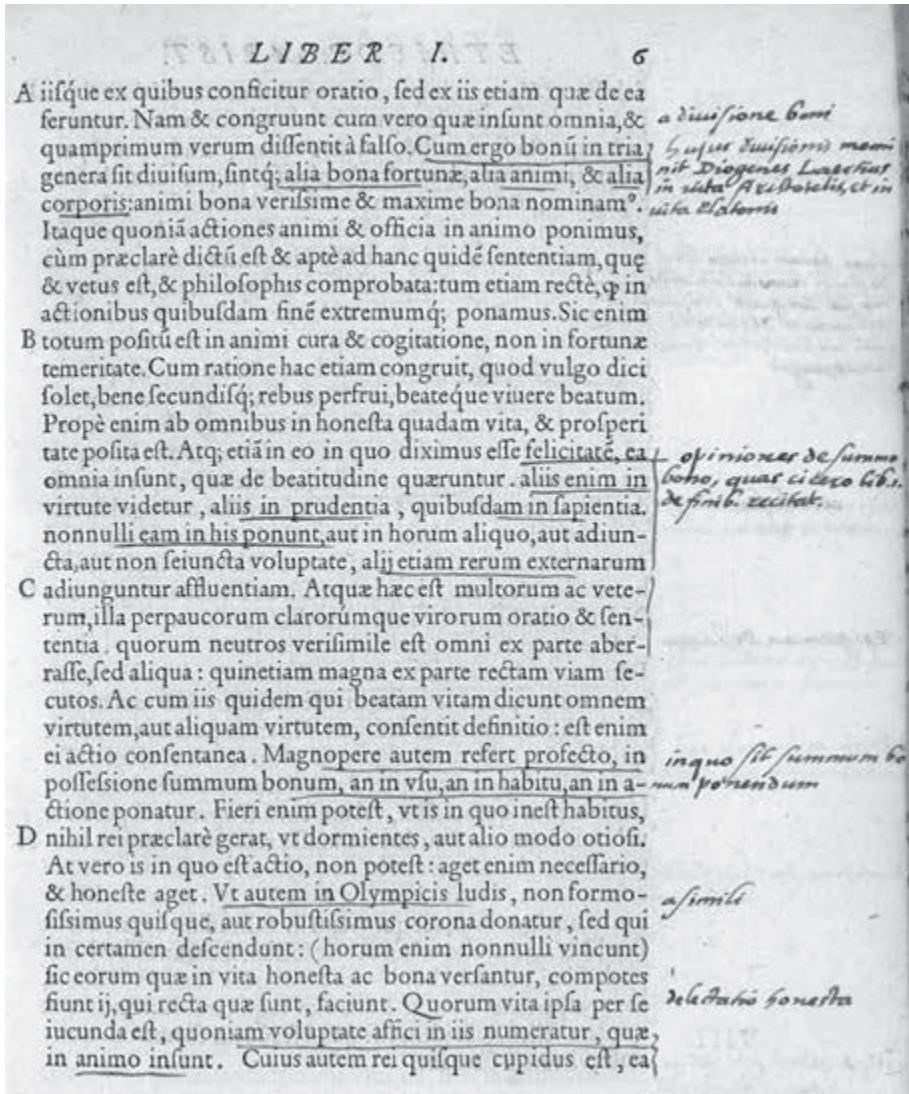 LIBER I. 6
A iiſque ex quibus conficitur oratio, ſed ex iis etiam quæ de ea
feruntur. Nam & congruunt cum vero quæ inſunt omnia, &
quamprimum verum diſſentit à falſo. Cum ergo bonū in tria
genera ſit diuiſum, ſintq́; alia bona fortunæ, alia animi, & alia
corporis: animi bona veriſſime & maxime bona nominamꝰ.
Itaque quoniā actiones animi & officia in animo ponimus,
cùm præclarè dictū eſt & aptè ad hanc quidē ſententiam, quę
& vetus eſt, & philoſophis comprobata: tum etiam rectè, ꝙ in
actionibus quibuſdam finē extremumq́; ponamus. Sic enim
B totum poſitū eſt in animi cura & cogitatione, non in fortunæ
temeritate. Cum ratione hac etiam congruit, quod vulgo dici
ſolet, bene ſecundiſq́; rebus perfrui, beateque viuere beatum.
Propè enim ab omnibus in honeſta quadam vita, & proſperi
tate poſita eſt. Atq; etiā in eo in quo diximus eſſe felicitatē, ea
omnia inſunt, quæ de beatitudine quæruntur. aliis enim in
virtute videtur, aliis in prudentia, quibuſdam in ſapientia.
nonnulli eam in his ponunt, aut in horum aliquo, aut adiun-
cta, aut non ſeiuncta voluptate, alij etiam rerum externarum
C adiunguntur affluentiam. Atquæ hæc eſt multorum ac vete-
rum, illa perpaucorum clarorúmque virorum oratio & ſen-
tentia. quorum neutros veriſimile eſt omni ex parte aber-
raſſe, ſed aliqua: quinetiam magna ex parte rectam viam ſe-
cutos. Ac cum iis quidem qui beatam vitam dicunt omnem
virtutem, aut aliquam virtutem, conſentit definitio: eſt enim
ei actio conſentanea. Magnopere autem refert profecto, in
poſſeſſione ſummum bonum, an in vſu, an in habitu, an in a-
ctione ponatur. Fieri enim poteſt, vt is in quo ineſt habitus,
D nihil rei præclarè gerat, vt dormientes, aut alio modo otioſi.
At vero is in quo eſt actio, non poteſt: aget enim neceſſario,
& honeſte aget. Vt autem in Olympicis ludis, non formo-
ſiſſimus quiſque, aut robuſtiſſimus corona donatur, ſed qui
in certamen deſcendunt: (horum enim nonnulli vincunt)
ſic eorum quæ in vita honeſta ac bona verſantur, compotes
fiunt ij, qui recta quæ ſunt, faciunt. Quorum vita ipſa per ſe
iucunda eſt, quoniam voluptate affici in iis numeratur, quæ
in animo inſunt. Cuius autem rei quiſque cupidus eſt, ea
a diuiſione boni
hujus diuiſionis memi
nit Diogenes Laertius
in uita Ariſtotelis, et in
uita Platonis
opiniones de ſummo
bono, quas cicero lib. 1.
de finib. recitat.
in quo ſit ſummum bo
num ponendum
a ſimili
delectatio honeſta